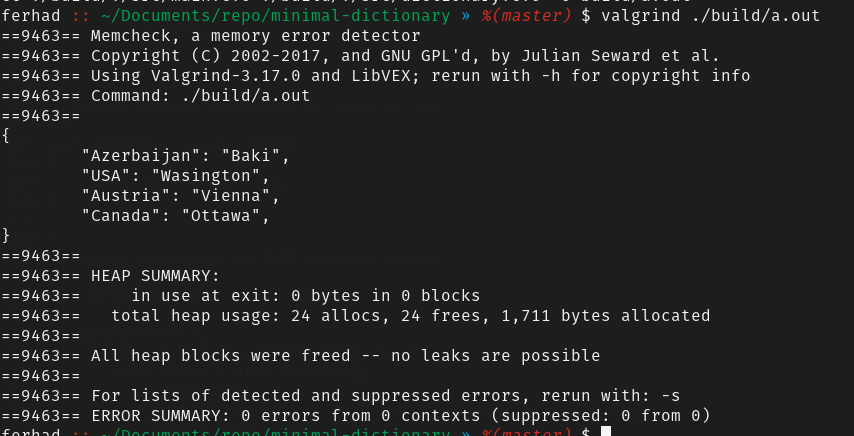 ferhad :: ~/Documents/repo/minimal-dictionary » %(master) $ valgrind ./build/a.out
==9463== Memcheck, a memory error detector
==9463== Copyright (C) 2002-2017, and GNU GPL'd, by Julian Seward et al.
==9463== Using Valgrind-3.17.0 and LibVEX; rerun with -h for copyright info
==9463== Command: ./build/a.out
==9463==
{
        "Azerbaijan": "Baki",
        "USA": "Wasington",
        "Austria": "Vienna",
        "Canada": "Ottawa",
}
==9463==
==9463== HEAP SUMMARY:
==9463==     in use at exit: 0 bytes in 0 blocks
==9463==   total heap usage: 24 allocs, 24 frees, 1,711 bytes allocated
==9463==
==9463== All heap blocks were freed -- no leaks are possible
==9463==
==9463== For lists of detected and suppressed errors, rerun with: -s
==9463== ERROR SUMMARY: 0 errors from 0 contexts (suppressed: 0 from 0)
ferhad :: ~/Documents/repo/minimal-dictionary » %(master) $